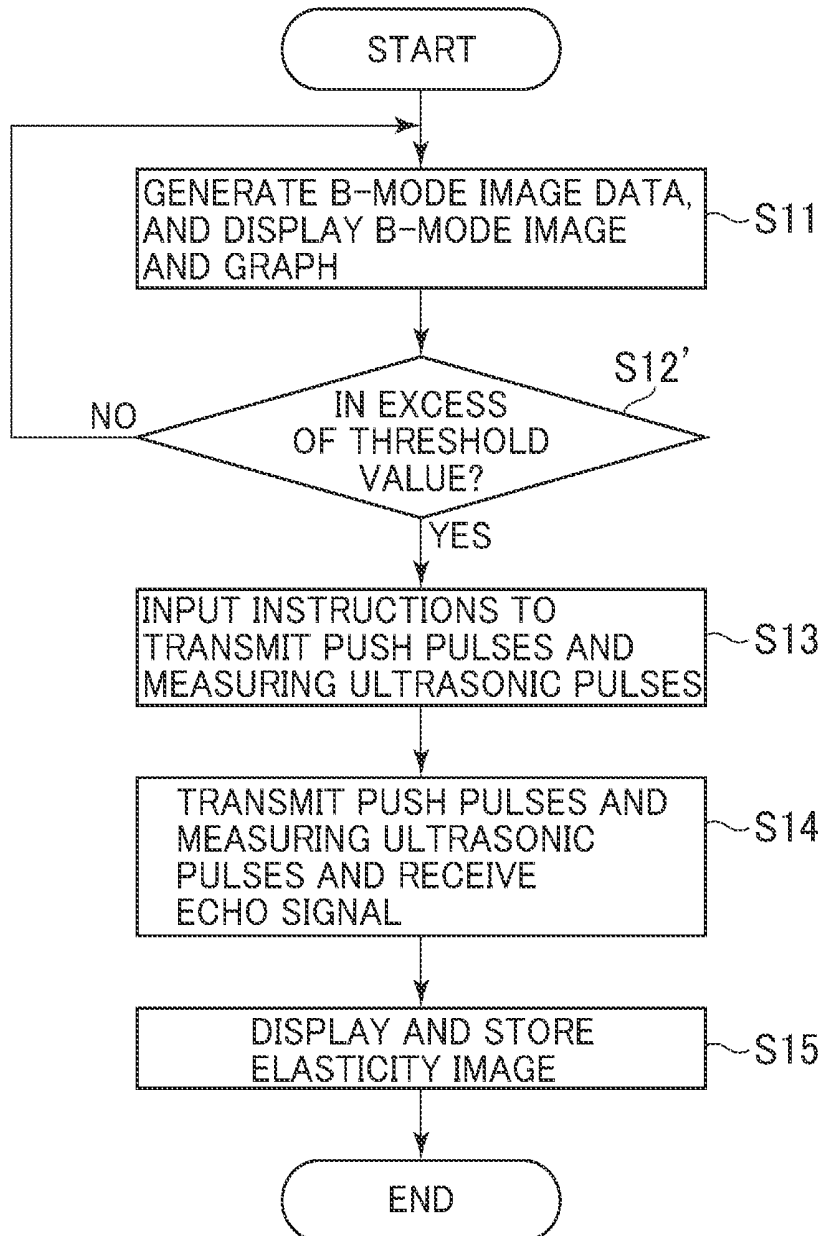 START
GENERATE B-MODE IMAGE DATA,
AND DISPLAY B-MODE IMAGE
AND GRAPH
S11
S12'
IN EXCESS
OF THRESHOLD
VALUE?
NO
YES
INPUT INSTRUCTIONS TO
TRANSMIT PUSH PULSES AND
MEASURING ULTRASONIC PULSES
S13
TRANSMIT PUSH PULSES AND
MEASURING ULTRASONIC
PULSES AND RECEIVE
ECHO SIGNAL
S14
DISPLAY AND STORE
ELASTICITY IMAGE
S15
END